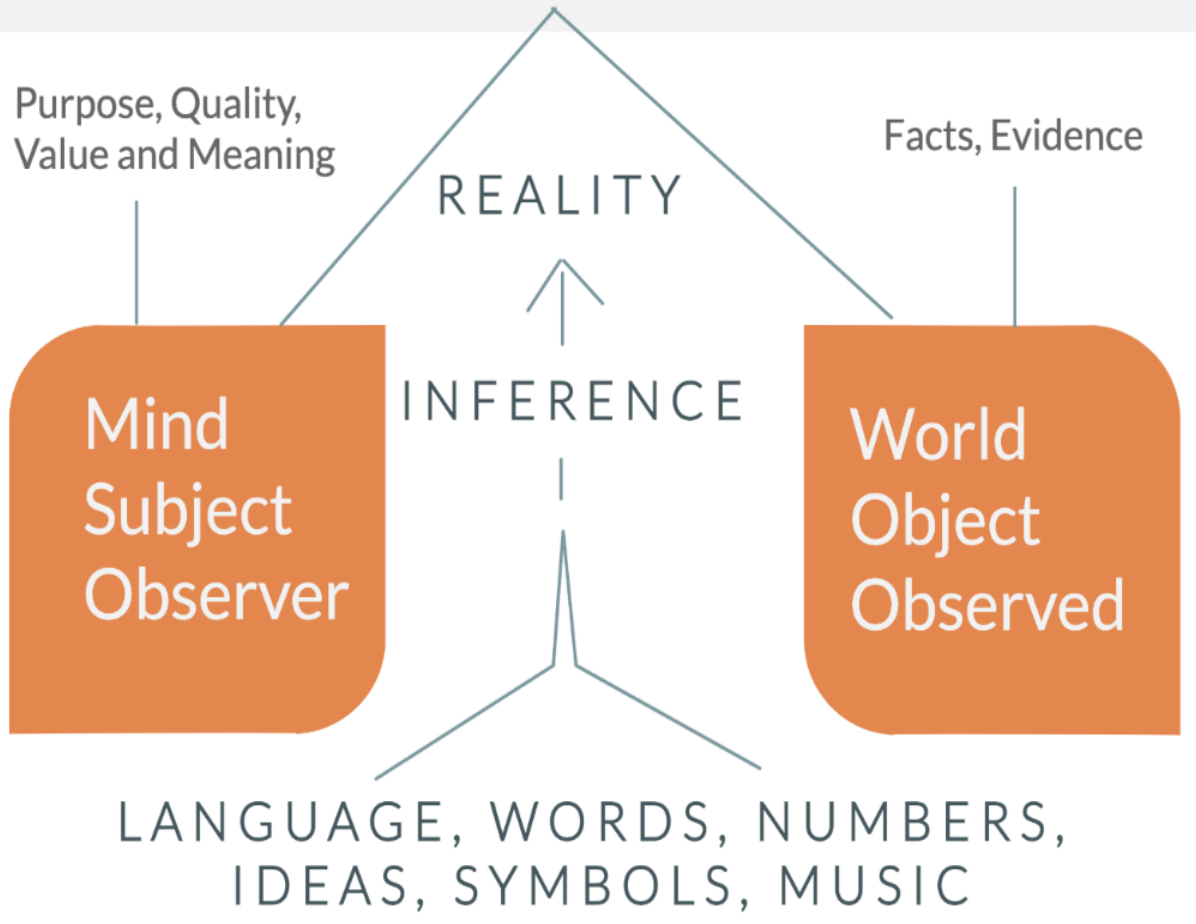 Purpose, Quality,
Value and Meaning
Facts, Evidence
REALITY
INFERENCE
Mind
Subject
Observer
World
Object
Observed
LANGUAGE, WORDS, NUMBERS,
IDEAS, SYMBOLS, MUSIC